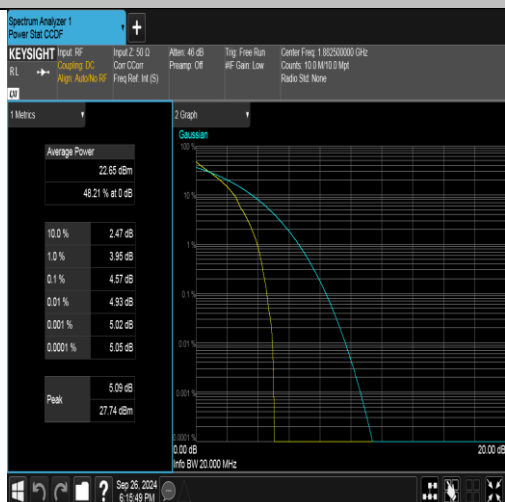 Spectrum Analyzer 1
Power Stat CCDF
+
KEYSIGHT
RL
Input: RF
Coupling: DC
Align: Auto/No RF
Input Z: 50 Ω
Corr CCorr
Freq Ref: Int (S)
Atten: 46 dB
Preamp: Off
Trig: Free Run
#IF Gain: Low
Center Freq: 1.882500000 GHz
Counts: 10.0 M/10.0 Mpt
Radio Std: None
1 Metrics
Average Power
22.65 dBm
48.21 % at 0 dB
10.0 % 2.47 dB
1.0 % 3.95 dB
0.1 % 4.57 dB
0.01 % 4.93 dB
0.001 % 5.02 dB
0.0001 % 5.05 dB
Peak
5.09 dB
27.74 dBm
2 Graph
Gaussian
100 %
10 %
1 %
0.1 %
0.01 %
0.001 %
0.0001 %
0.00 dB 20.00 dB
Info BW 20.000 MHz
?
Sep 26, 2024
6:15:49 PM